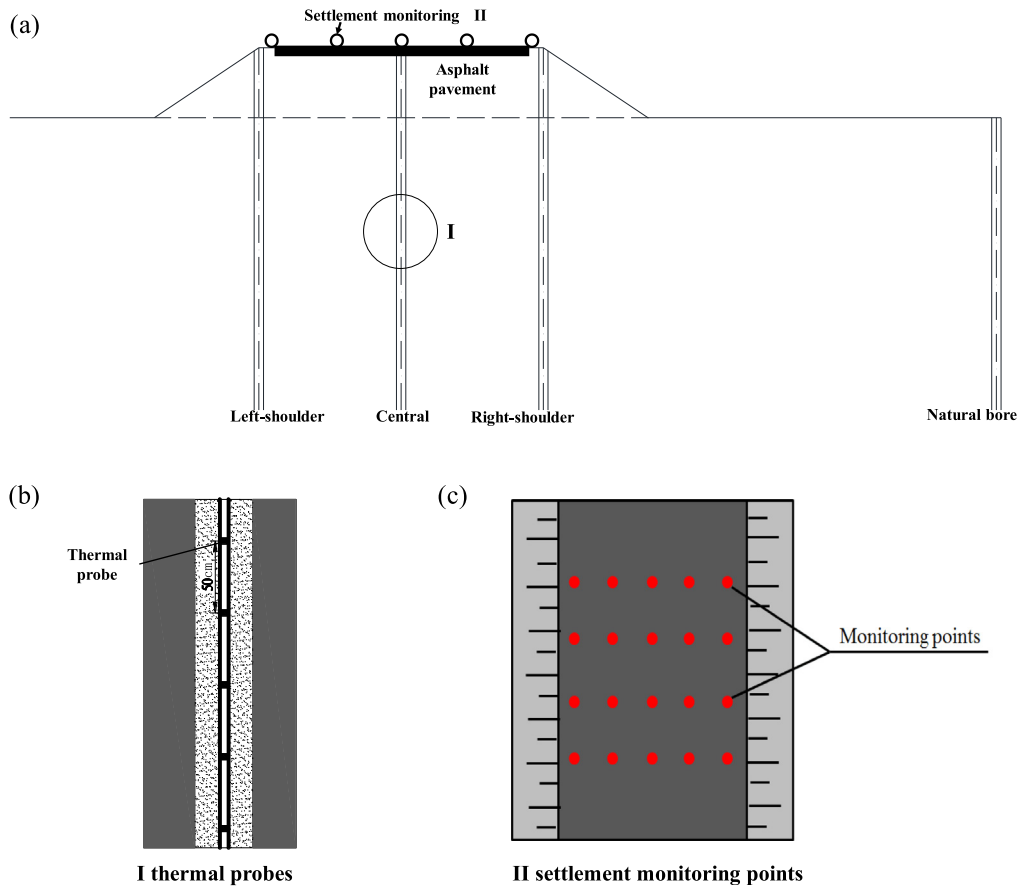 (a)
Settlement monitoring II
Asphalt
pavement
I
Left-shoulder
Central
Right-shoulder
Natural bore
(b)
Thermal
probe
50cm
I thermal probes
(c)
Monitoring points
II settlement monitoring points